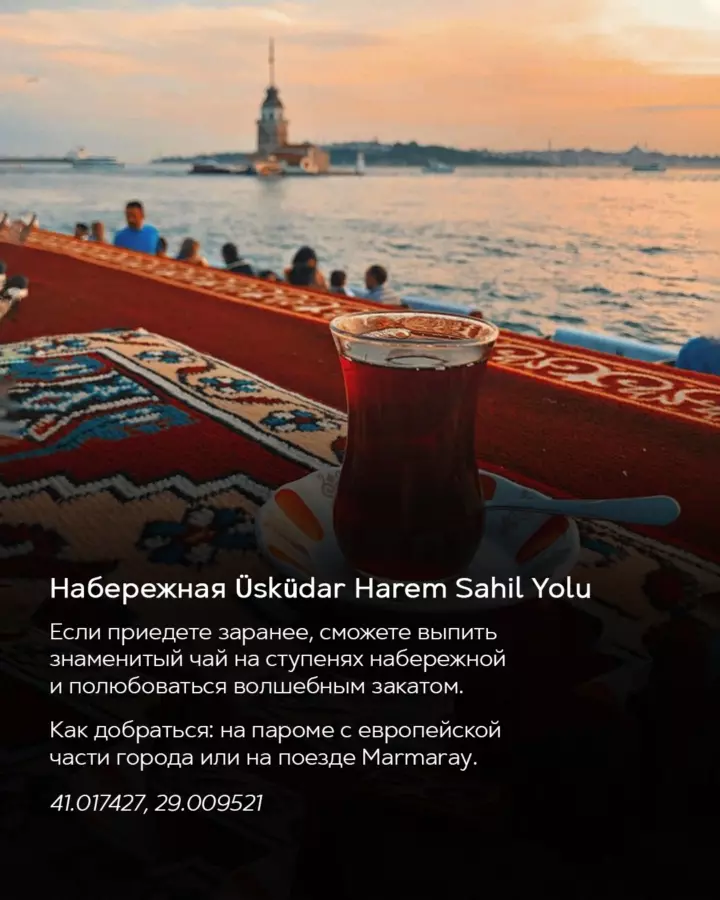 Набережная Üsküdar Harem Sahil Yolu
Если приедете заранее, сможете выпить
знаменитый чай на ступенях набережной
и полюбоваться волшебным закатом.
Как добраться: на пароме с европейской
части города или на поезде Marmaray.
41.017427, 29.009521